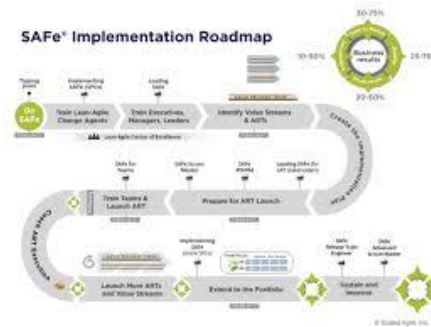 SAFe® Implementation Roadmap
30-75%
10-50%
Business
results
25-75%
20-50%
Tipping
point
Implementing
SAFe (SPCs)
Leading
SAFe
Go
SAFe
Train Lean-Agile
Change Agents
Train Executives,
Managers, Leaders
Identify Value Streams
& ARTs
Lean-Agile Center of Excellence
Create the Implementation Plan
SAFe for
Teams
SAFe Scrum
Master
SAFe
PO/PM
Train Teams &
Launch ART
Prepare for ART Launch
Coach ART Execution
Implementing
SAFe
Launch More ARTs
and Value Streams
Extend to the Portfolio
SAFe
Release Train
Engineer
SAFe
Advanced
Scrum Master
Sustain and
Improve
© Scaled Agile, Inc.